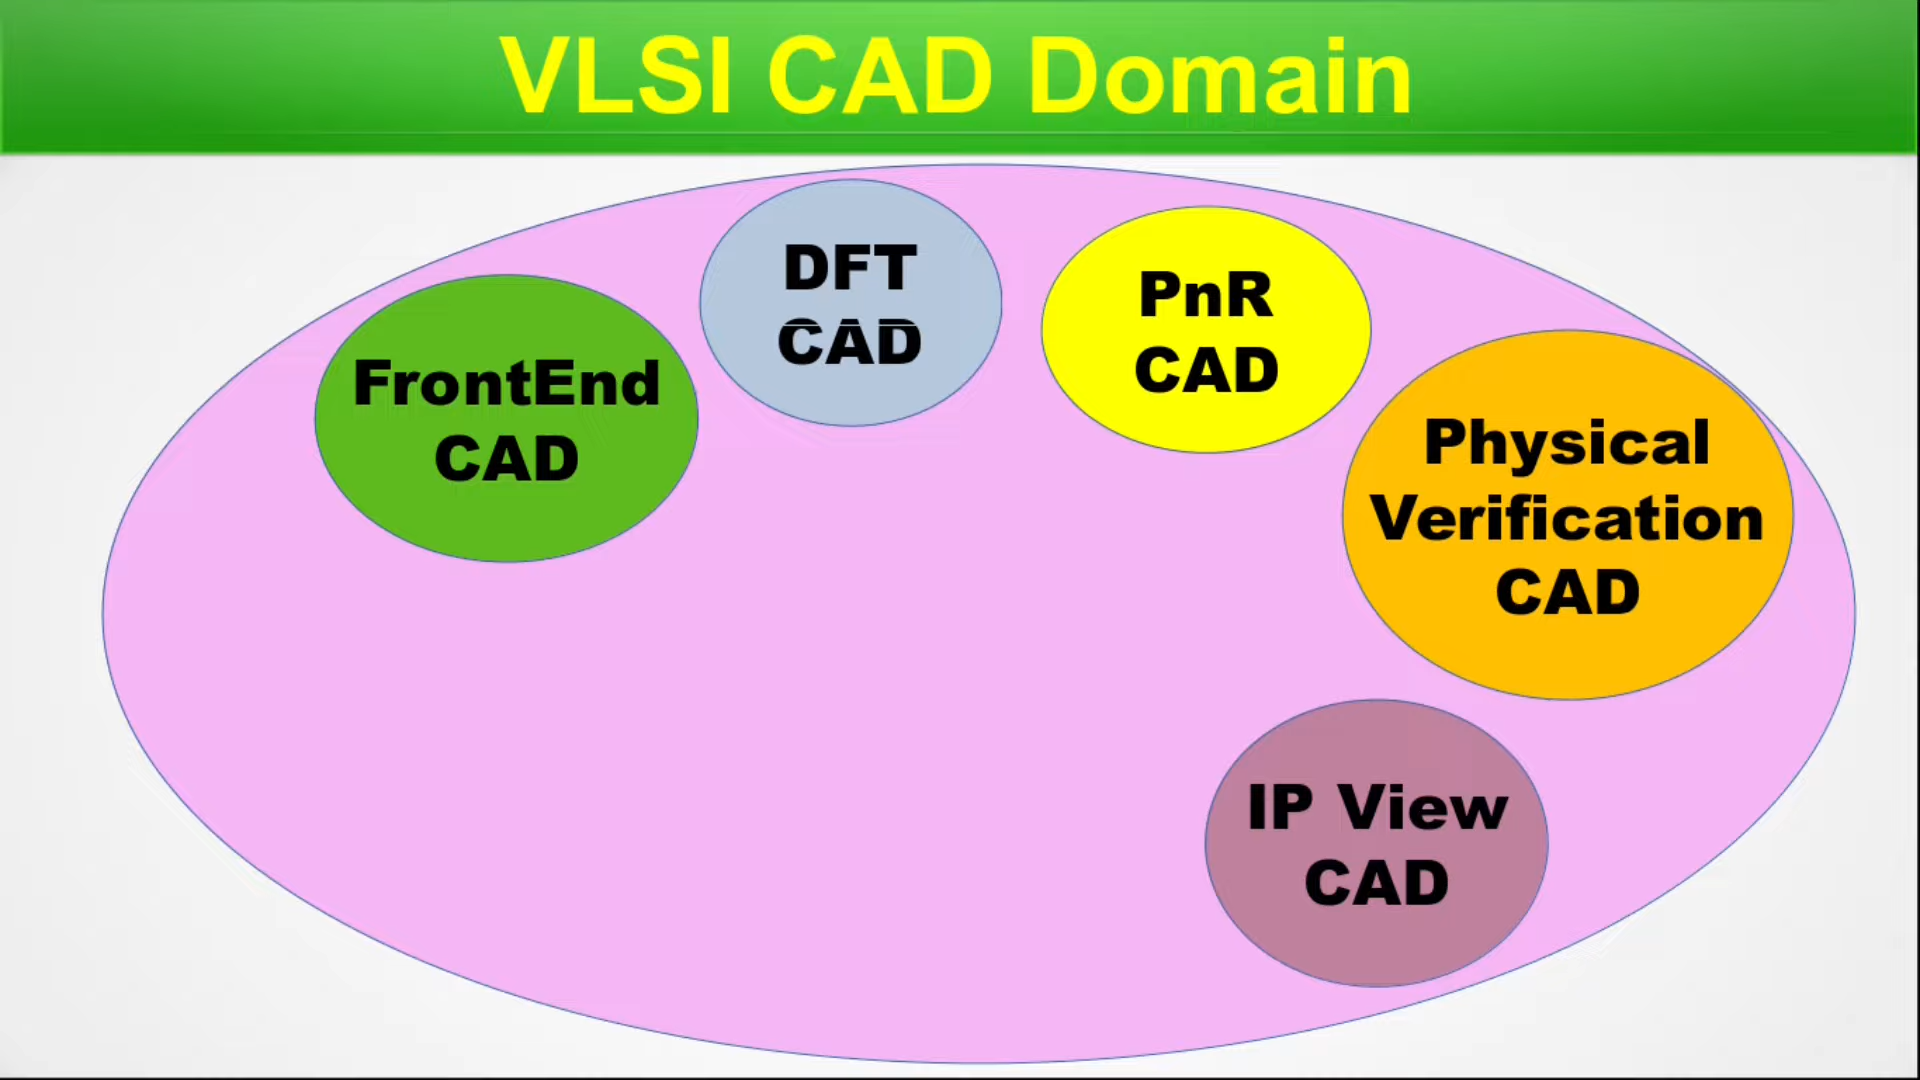 VLSI CAD Domain
DFT
CAD
PnR
CAD
FrontEnd
CAD
Physical
Verification
CAD
IP View
CAD